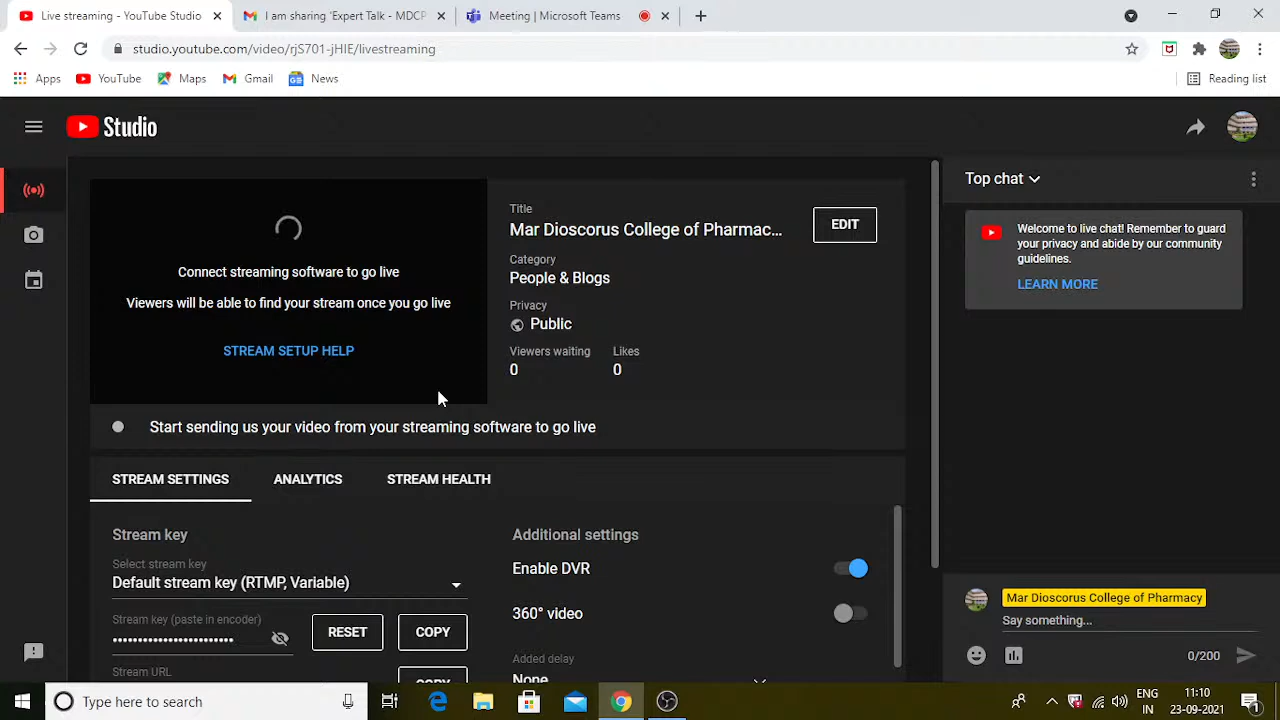 Live streaming - YouTube Studio
I am sharing 'Expert Talk - MDCP
Meeting | Microsoft Teams
studio.youtube.com/video/rjS701-jHIE/livestreaming
Apps
YouTube
Maps
Gmail
News
Reading list
Studio
Connect streaming software to go live
Viewers will be able to find your stream once you go live
STREAM SETUP HELP
Title
Mar Dioscorus College of Pharmac...
EDIT
Category
People & Blogs
Privacy
Public
Viewers waiting
Likes
0
0
Start sending us your video from your streaming software to go live
STREAM SETTINGS
ANALYTICS
STREAM HEALTH
Stream key
Select stream key
Default stream key (RTMP, Variable)
Stream key (paste in encoder)
RESET
COPY
Stream URL
COPY
Additional settings
Enable DVR
360° video
Added delay
None
Top chat
Welcome to live chat! Remember to guard
your privacy and abide by our community
guidelines.
LEARN MORE
Mar Dioscorus College of Pharmacy
Say something...
0/200
Type here to search
ENG
IN
11:10
23-09-2021
1